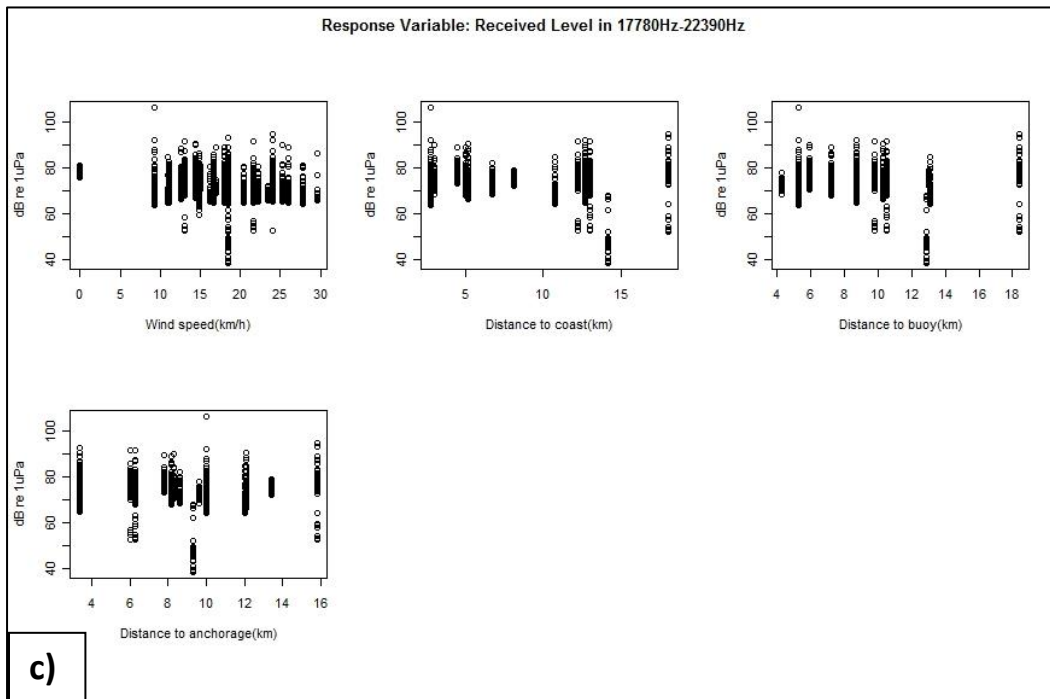 Response Variable: Received Level in 17780Hz-22390Hz
dB re 1uPa
40 60 80 100
0 5 10 15 20 25 30
Wind speed(km/h)
dB re 1uPa
40 60 80 100
5 10 15
Distance to coast(km)
dB re 1uPa
40 60 80 100
4 6 8 10 12 14 16 18
Distance to buoy(km)
dB re 1uPa
40 60 80 100
4 6 8 10 12 14 16
Distance to anchorage(km)
c)